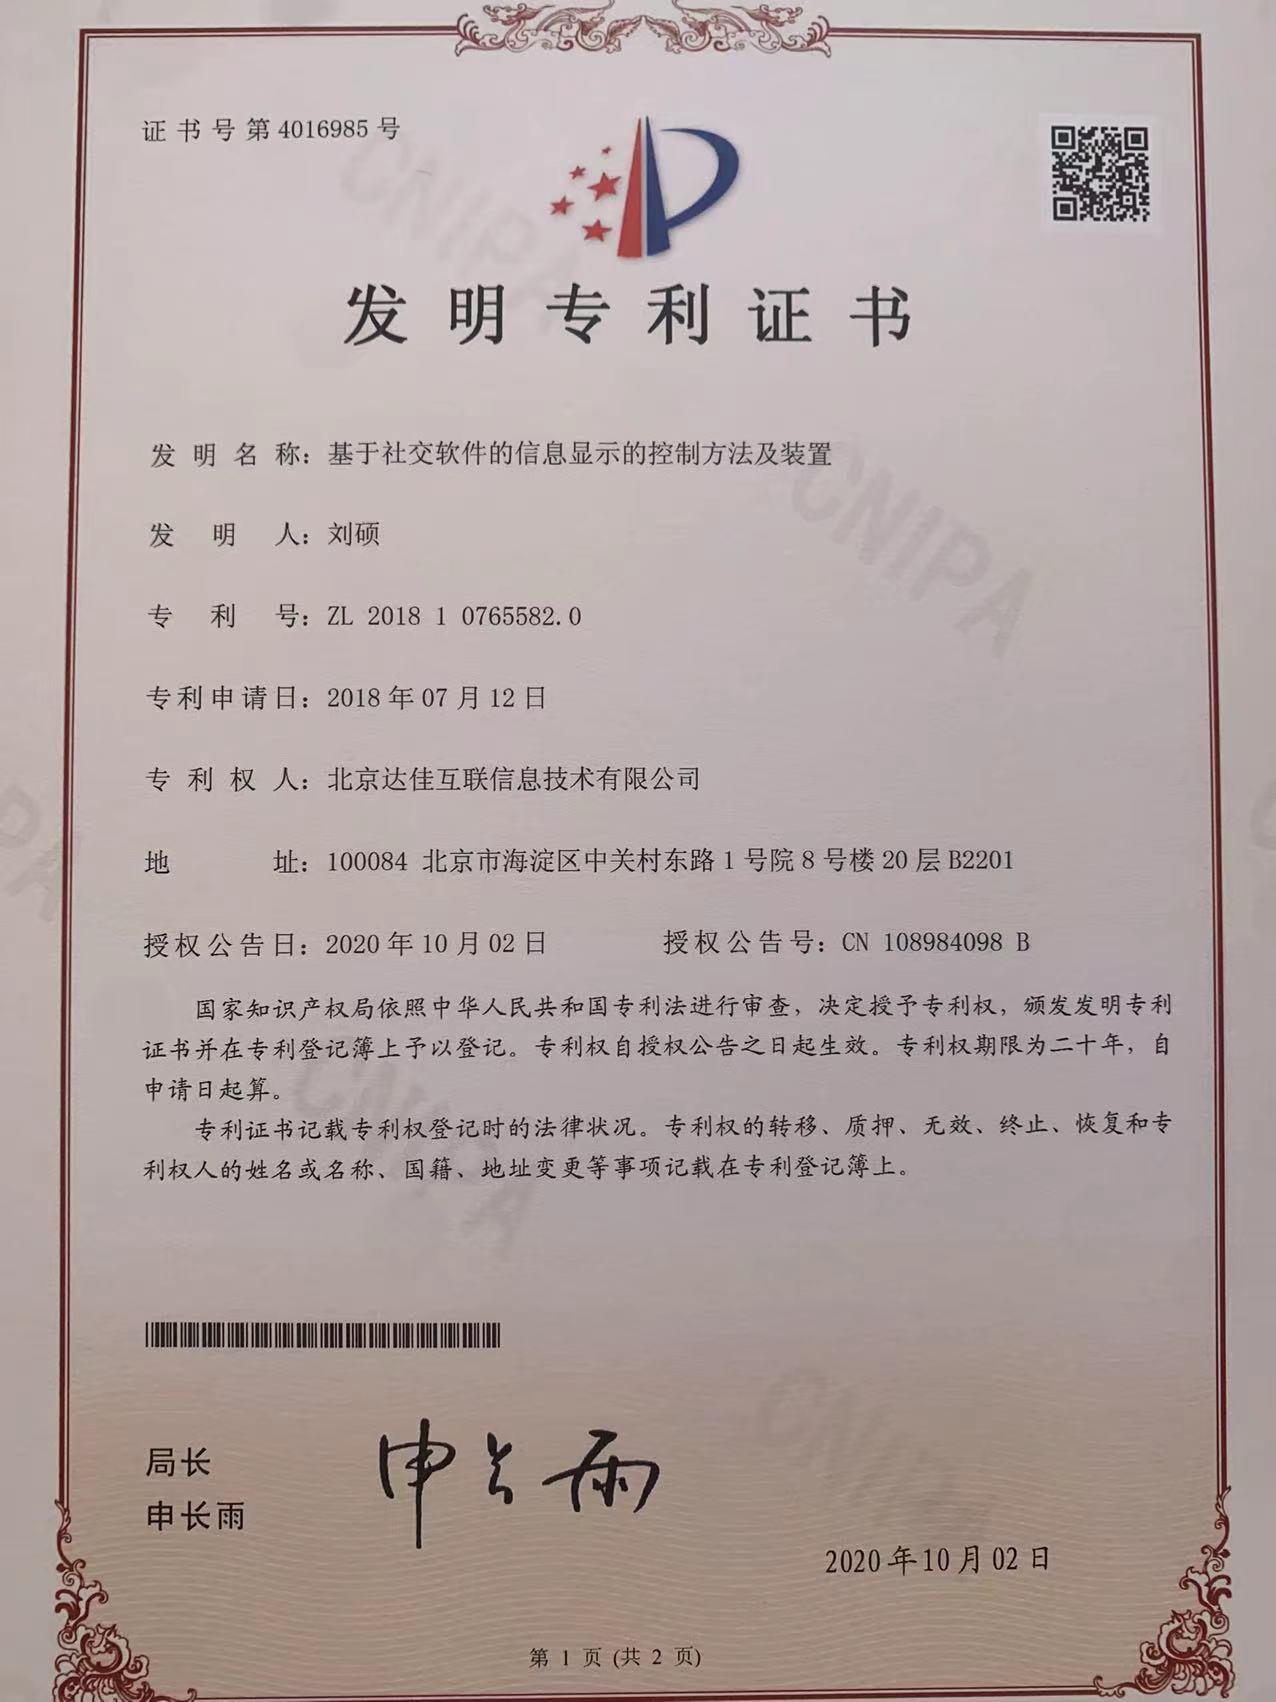 证书号第4016985号
发明专利证书
发明名称：基于社交软件的信息显示的控制方法及装置
发明人：刘硕
专利号：ZL 2018 1 0765582.0
专利申请日：2018年07月12日
专利权人：北京达佳互联信息技术有限公司
地址：100084 北京市海淀区中关村东路1号院8号楼20层B2201
授权公告日：2020年10月02日 授权公告号：CN 108984098 B
国家知识产权局依照中华人民共和国专利法进行审查，决定授予专利权，颁发发明专利
证书并在专利登记簿上予以登记。专利权自授权公告之日起生效。专利权期限为二十年，自
申请日起算。
专利证书记载专利权登记时的法律状况。专利权的转移、质押、无效、终止、恢复和专
利权人的姓名或名称、国籍、地址变更等事项记载在专利登记簿上。
局长
申长雨
申长雨
2020年10月02日
第 1 页 (共 2 页)
CNIPA
CNIPA
CNIPA
CNIPA